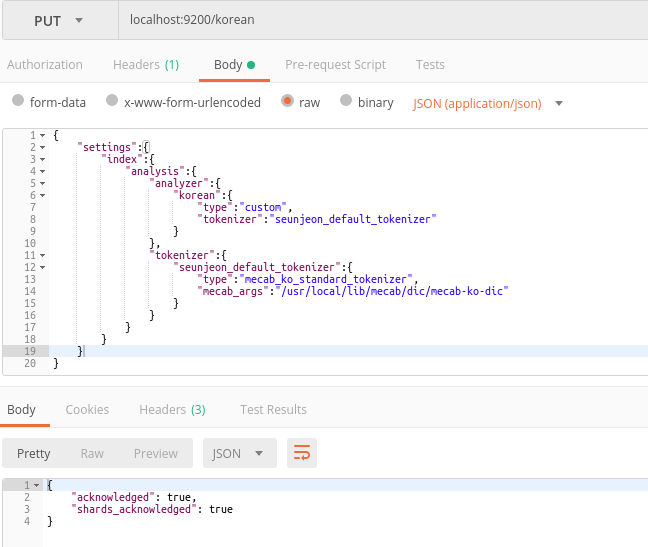 PUT localhost:9200/korean
Authorization Headers (1) Body Pre-request Script Tests
form-data x-www-form-urlencoded raw binary JSON (application/json)
1 {
2 "settings":{
3 "index":{
4 "analysis":{
5 "analyzer":{
6 "korean":{
7 "type":"custom",
8 "tokenizer":"seunjeon_default_tokenizer"
9 }
10 },
11 "tokenizer":{
12 "seunjeon_default_tokenizer":{
13 "type":"mecab_ko_standard_tokenizer",
14 "mecab_args":"/usr/local/lib/mecab/dic/mecab-ko-dic"
15 }
16 }
17 }
18 }
19 }
20 }
Body Cookies Headers (3) Test Results
Pretty Raw Preview JSON
1 {
2 "acknowledged": true,
3 "shards_acknowledged": true
4 }